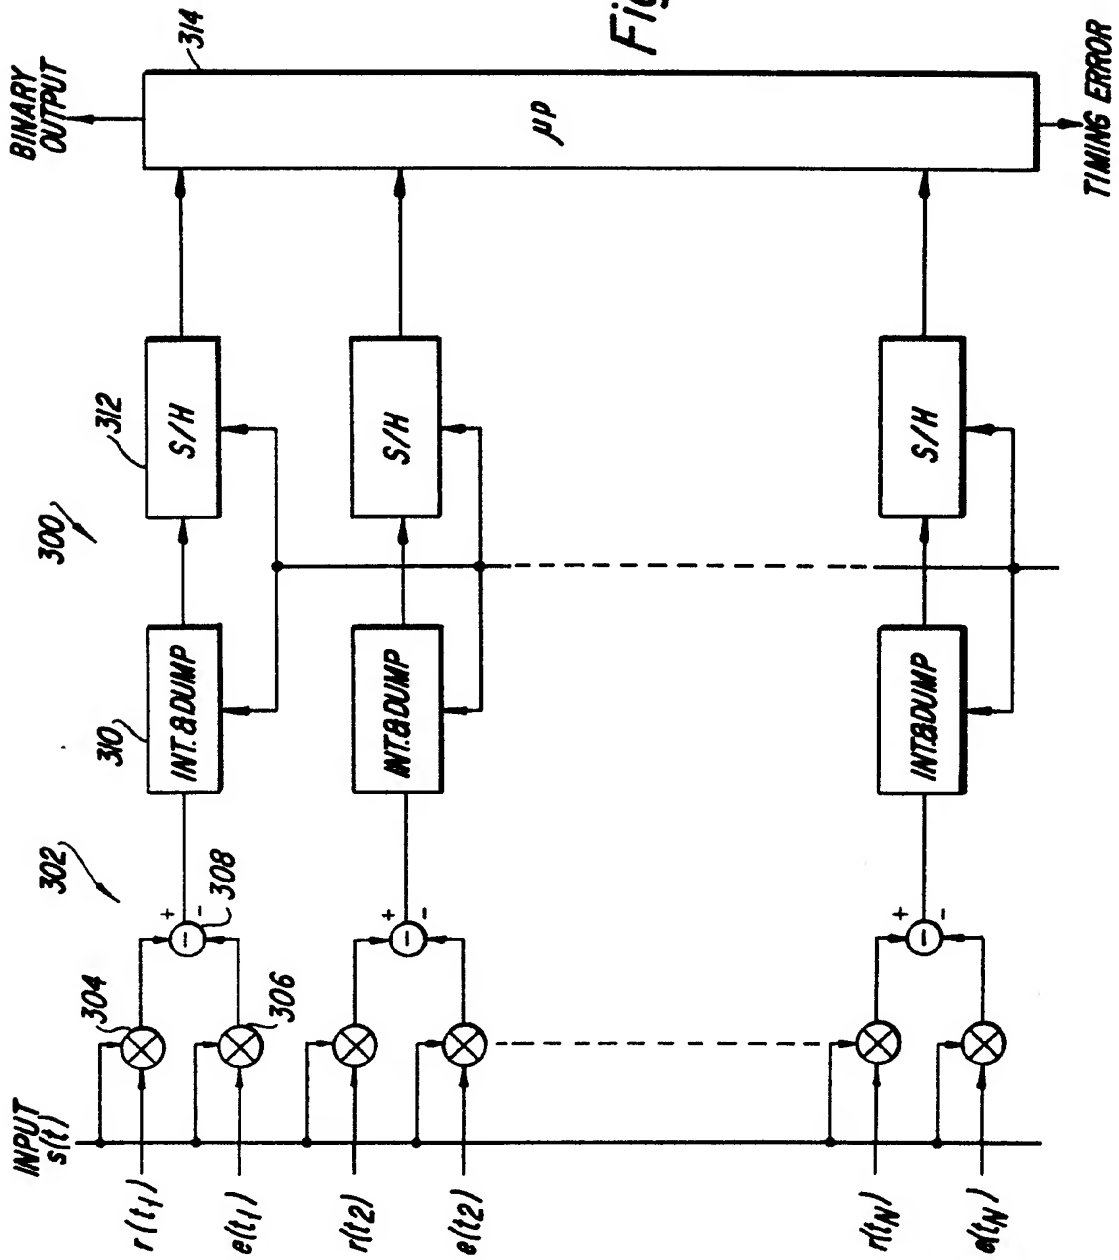 INPUT
s(t)
r(t1)
304
e(t1)
306
302
+
-
-
308
310
INT. & DUMP
300
312
S/H
BINARY
OUTPUT
314
μP
TIMING ERROR
r(t2)
e(t2)
+
-
-
INT. & DUMP
S/H
r(tN)
e(tN)
+
-
-
INT. & DUMP
S/H
Fig